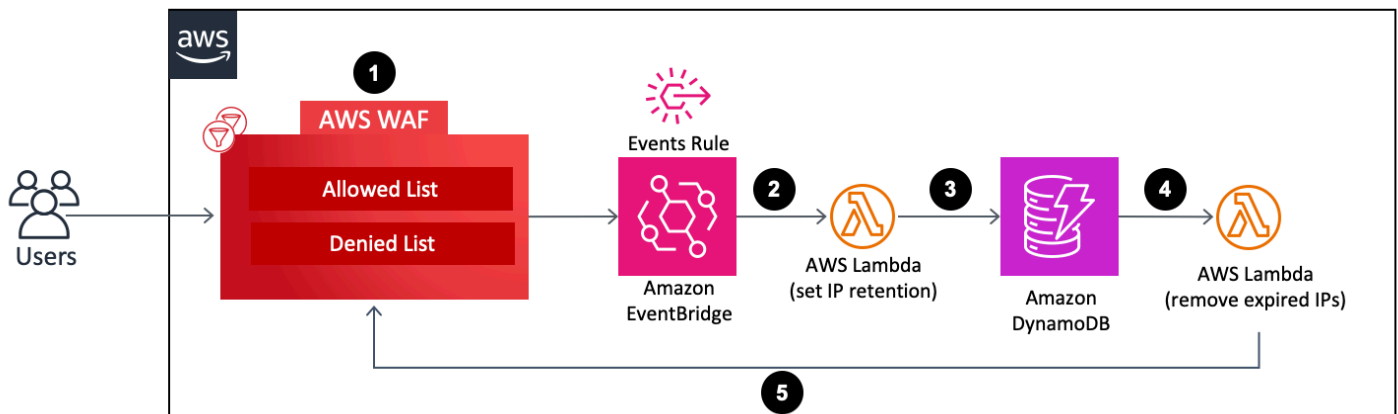 aws
1
AWS WAF
Allowed List
Denied List
Users
Events Rule
Amazon
EventBridge
2
AWS Lambda
(set IP retention)
3
Amazon
DynamoDB
4
AWS Lambda
(remove expired IPs)
5